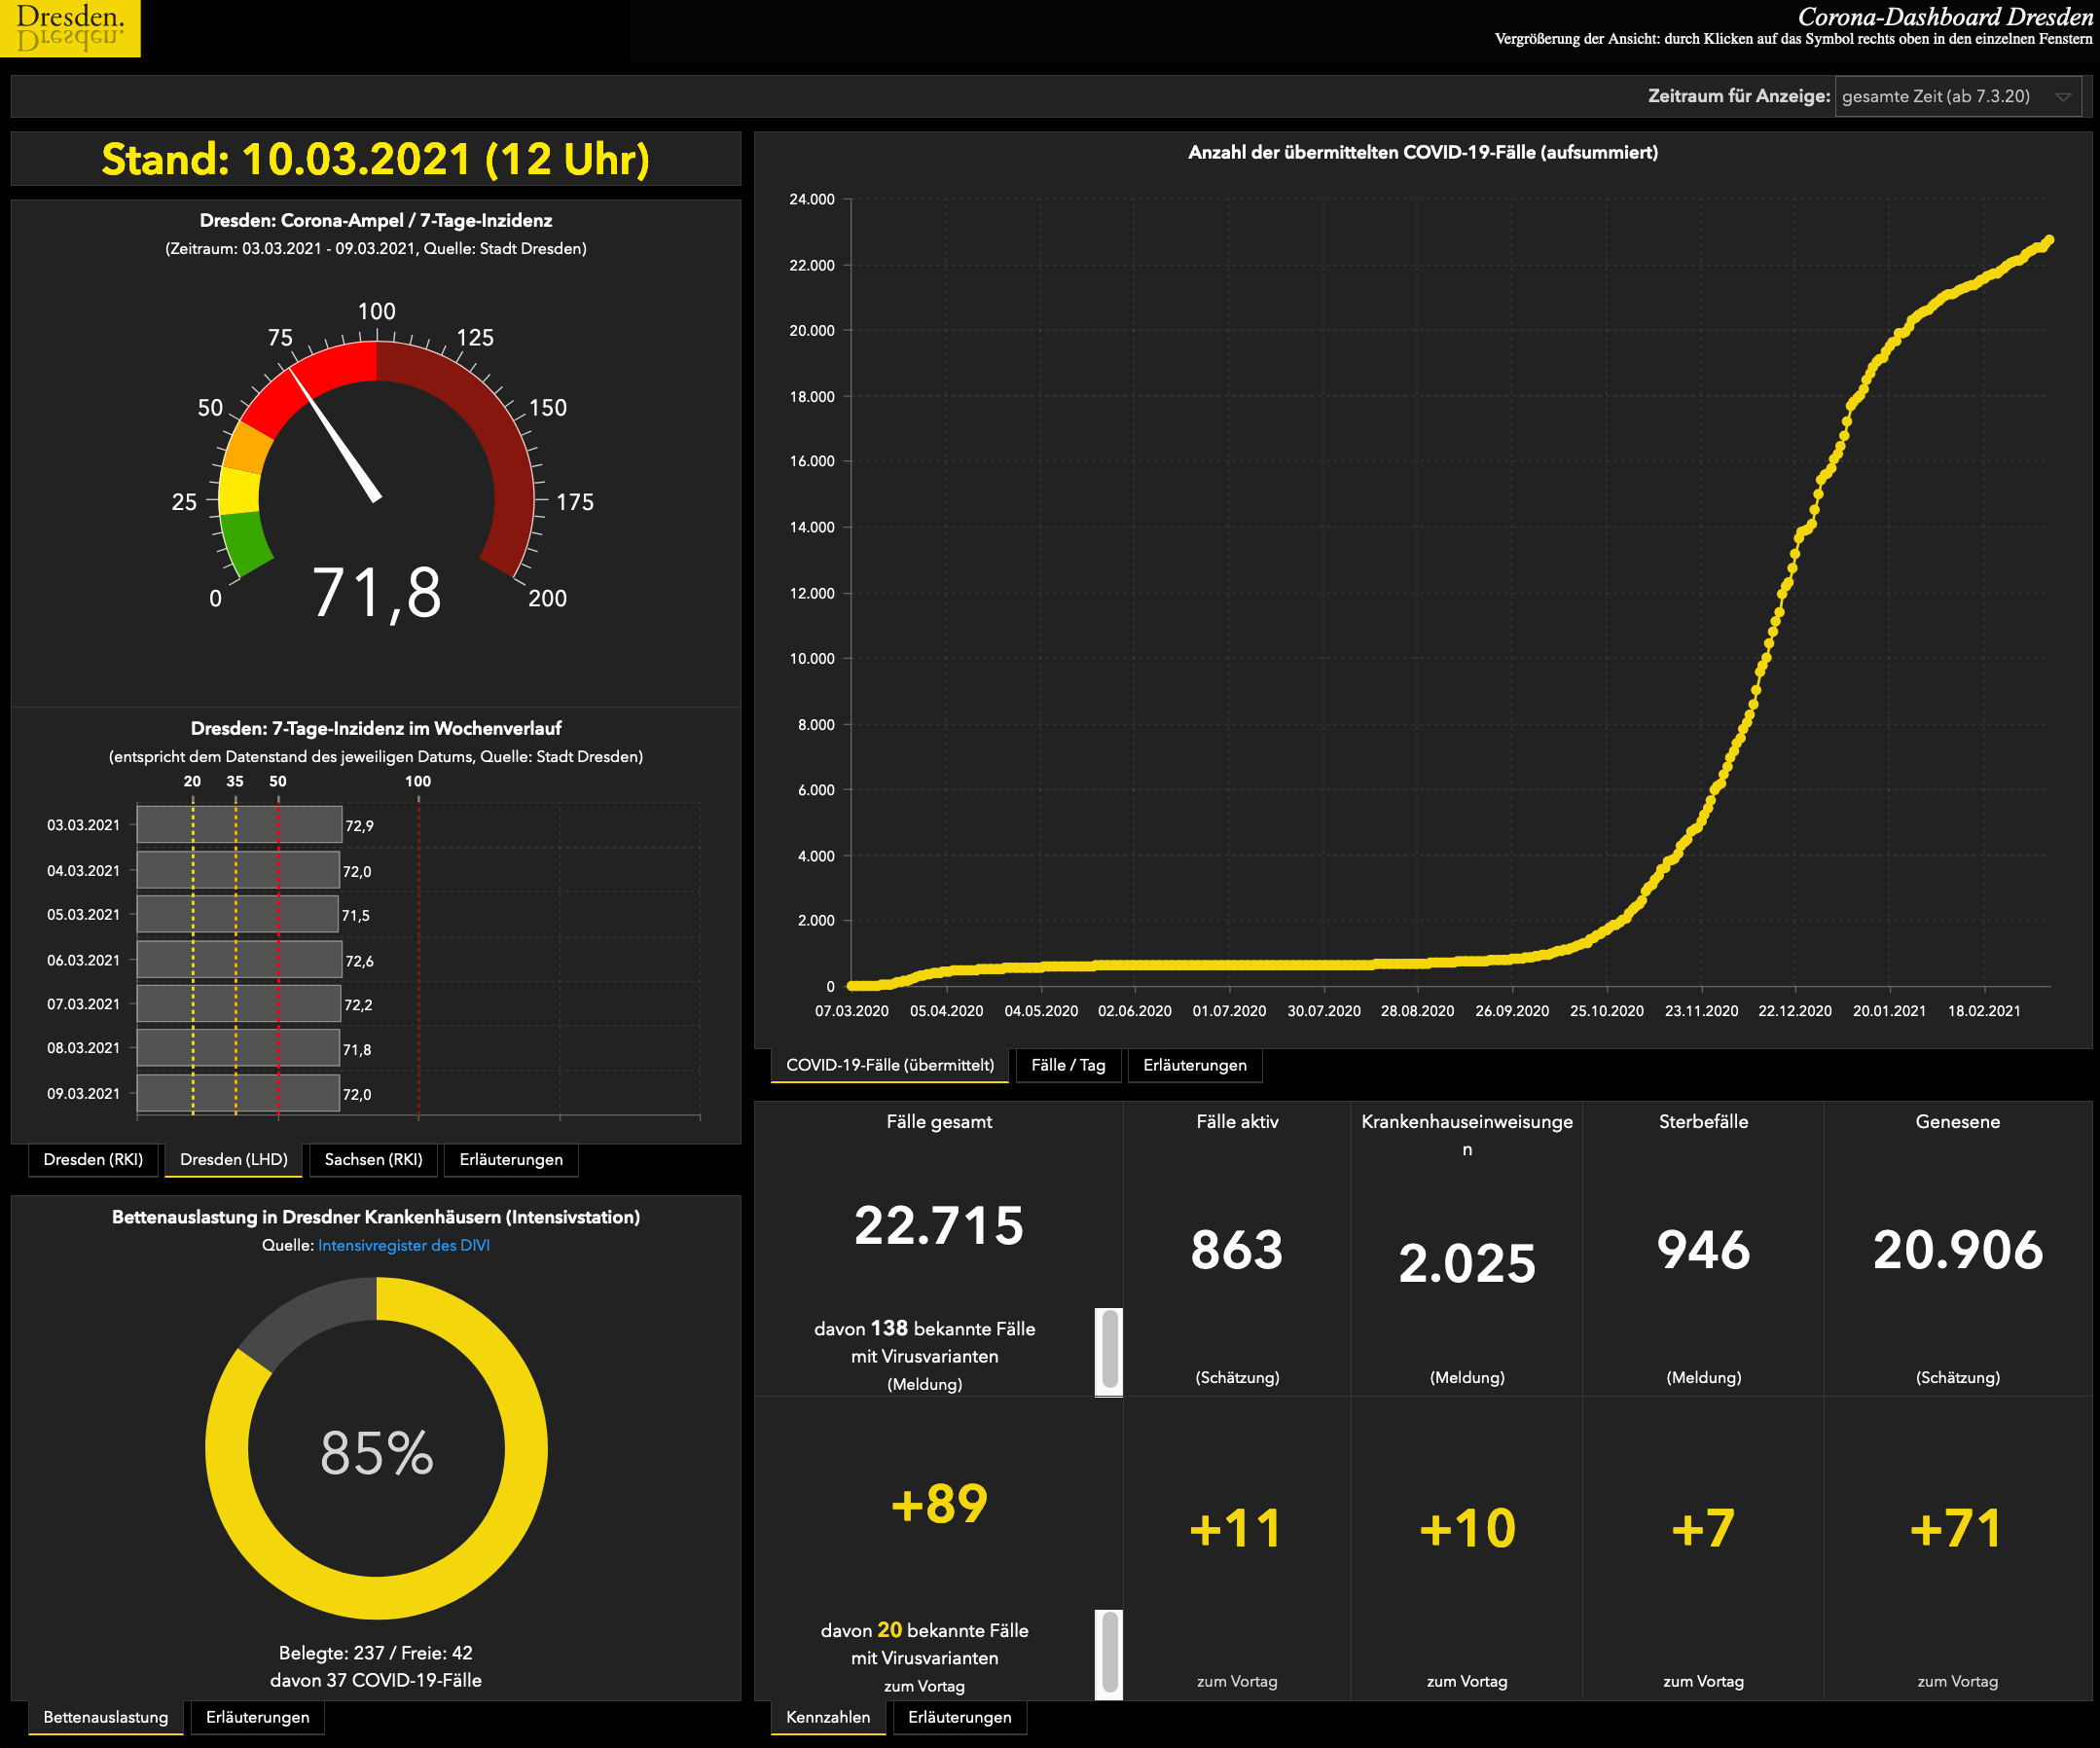 Dresden.
Dresden.
Corona-Dashboard Dresden
Vergrößerung der Ansicht: durch Klicken auf das Symbol rechts oben in den einzelnen Fenstern
Zeitraum für Anzeige: gesamte Zeit (ab 7.3.20)
Stand: 10.03.2021 (12 Uhr)
Dresden: Corona-Ampel / 7-Tage-Inzidenz
(Zeitraum: 03.03.2021 - 09.03.2021, Quelle: Stadt Dresden)
0
25
50
75
100
125
150
175
200
71,8
Dresden: 7-Tage-Inzidenz im Wochenverlauf
(entspricht dem Datenstand des jeweiligen Datums, Quelle: Stadt Dresden)
20 35 50 100
03.03.2021 72,9
04.03.2021 72,0
05.03.2021 71,5
06.03.2021 72,6
07.03.2021 72,2
08.03.2021 71,8
09.03.2021 72,0
Dresden (RKI) Dresden (LHD) Sachsen (RKI) Erläuterungen
Bettenauslastung in Dresdner Krankenhäusern (Intensivstation)
Quelle: Intensivregister des DIVI
85%
Belegte: 237 / Freie: 42
davon 37 COVID-19-Fälle
Bettenauslastung Erläuterungen
Anzahl der übermittelten COVID-19-Fälle (aufsummiert)
24.000
22.000
20.000
18.000
16.000
14.000
12.000
10.000
8.000
6.000
4.000
2.000
0
07.03.2020 05.04.2020 04.05.2020 02.06.2020 01.07.2020 30.07.2020 28.08.2020 26.09.2020 25.10.2020 23.11.2020 22.12.2020 20.01.2021 18.02.2021
COVID-19-Fälle (übermittelt) Fälle / Tag Erläuterungen
Fälle gesamt
22.715
davon 138 bekannte Fälle
mit Virusvarianten
(Meldung)
+89
davon 20 bekannte Fälle
mit Virusvarianten
zum Vortag
Fälle aktiv
863
(Schätzung)
+11
zum Vortag
Krankenhauseinweisunge
n
2.025
(Meldung)
+10
zum Vortag
Sterbefälle
946
(Meldung)
+7
zum Vortag
Genesene
20.906
(Schätzung)
+71
zum Vortag
Kennzahlen Erläuterungen